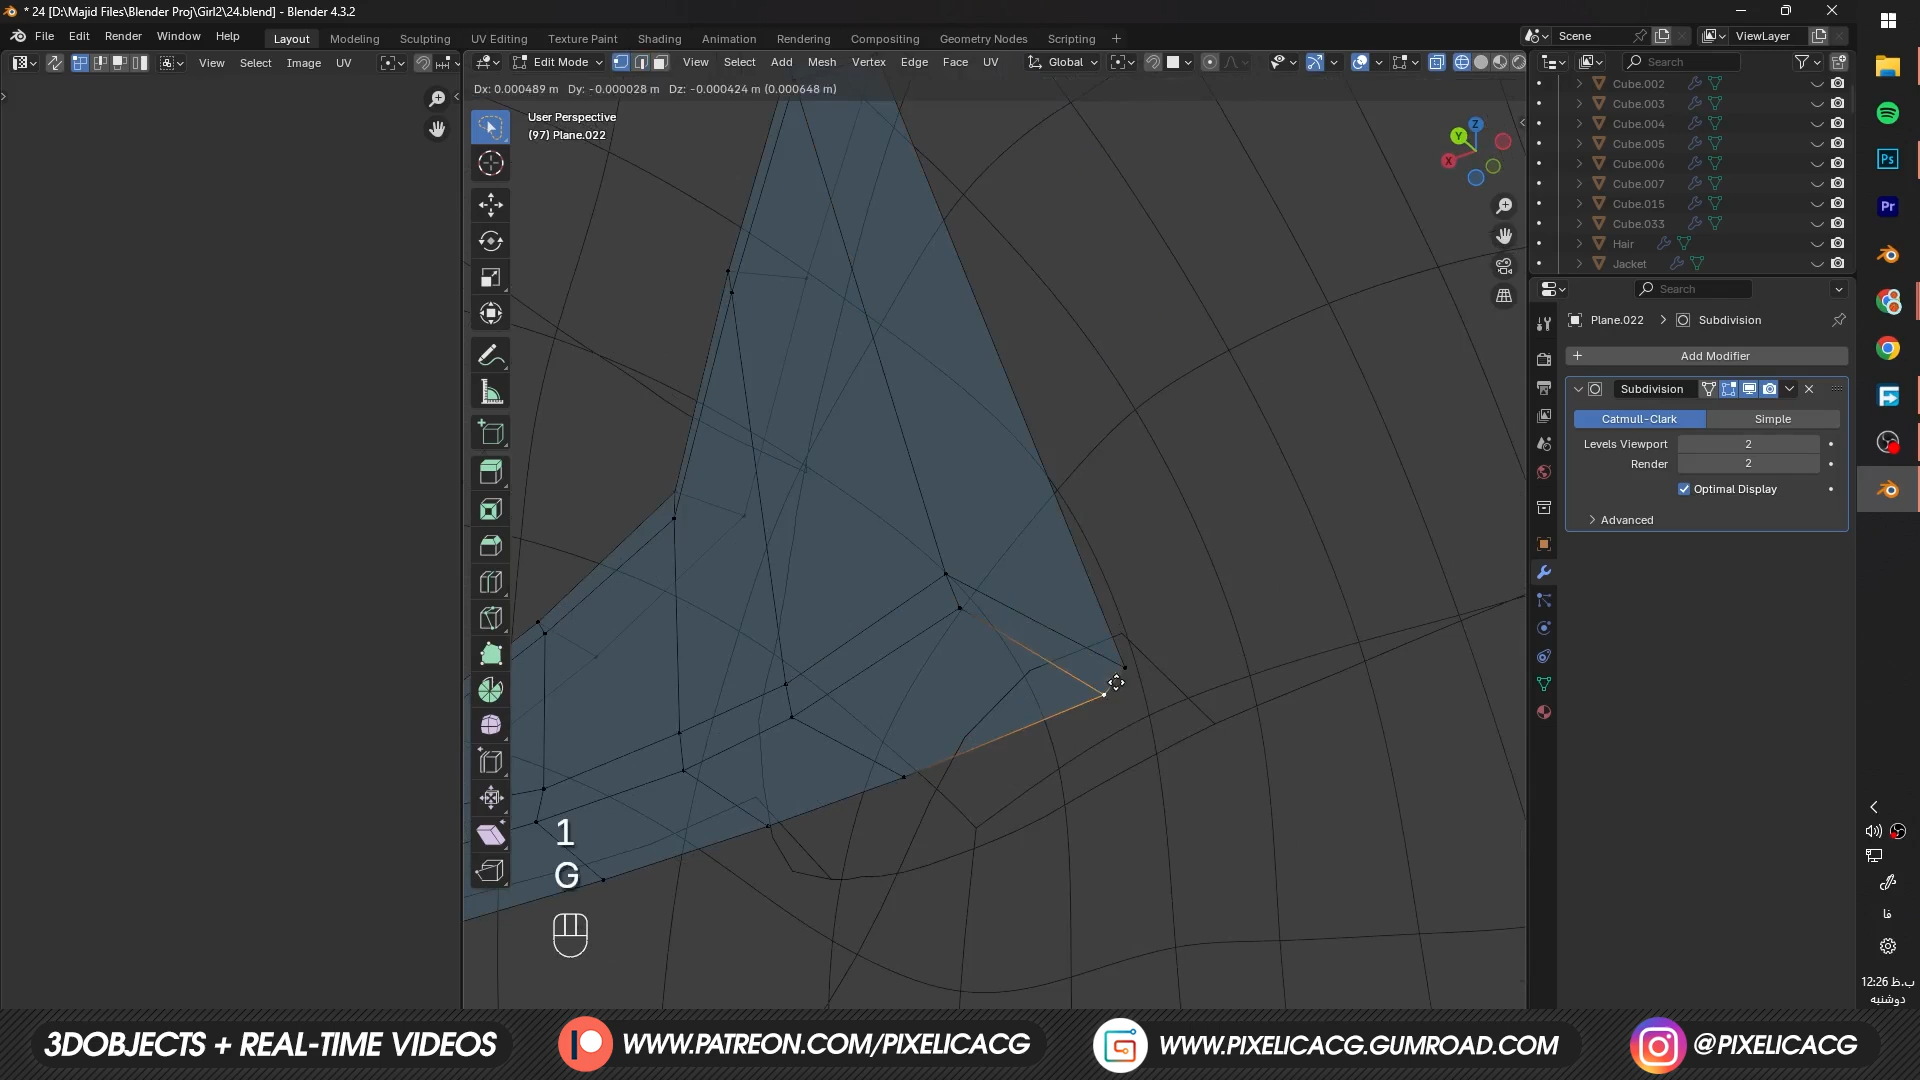 * 24 [D:\Majid Files\Blender Proj\Girl2\24.blend] - Blender 4.3.2
File Edit Render Window Help
Layout Modeling Sculpting UV Editing Texture Paint Shading Animation Rendering Compositing Geometry Nodes Scripting +
Scene
ViewLayer
View Select Image UV
Edit Mode
View Select Add Mesh Vertex Edge Face UV
Global
Search
Dx: 0.000489 m Dy: -0.000028 m Dz: -0.000424 m (0.000648 m)
User Perspective
(97) Plane.022
Z
Y
X
Cube.002
Cube.003
Cube.004
Cube.005
Cube.006
Cube.007
Cube.015
Cube.033
Hair
Jacket
Search
Plane.022 > Subdivision
+ Add Modifier
Subdivision
Catmull-Clark Simple
Levels Viewport 2
Render 2
Optimal Display
Advanced
1
G
Ps
Pr
فا
12:26 ب.ظ
دوشنبه
3DOBJECTS + REAL-TIME VIDEOS
WWW.PATREON.COM/PIXELICACG
WWW.PIXELICACG.GUMROAD.COM
@PIXELICACG